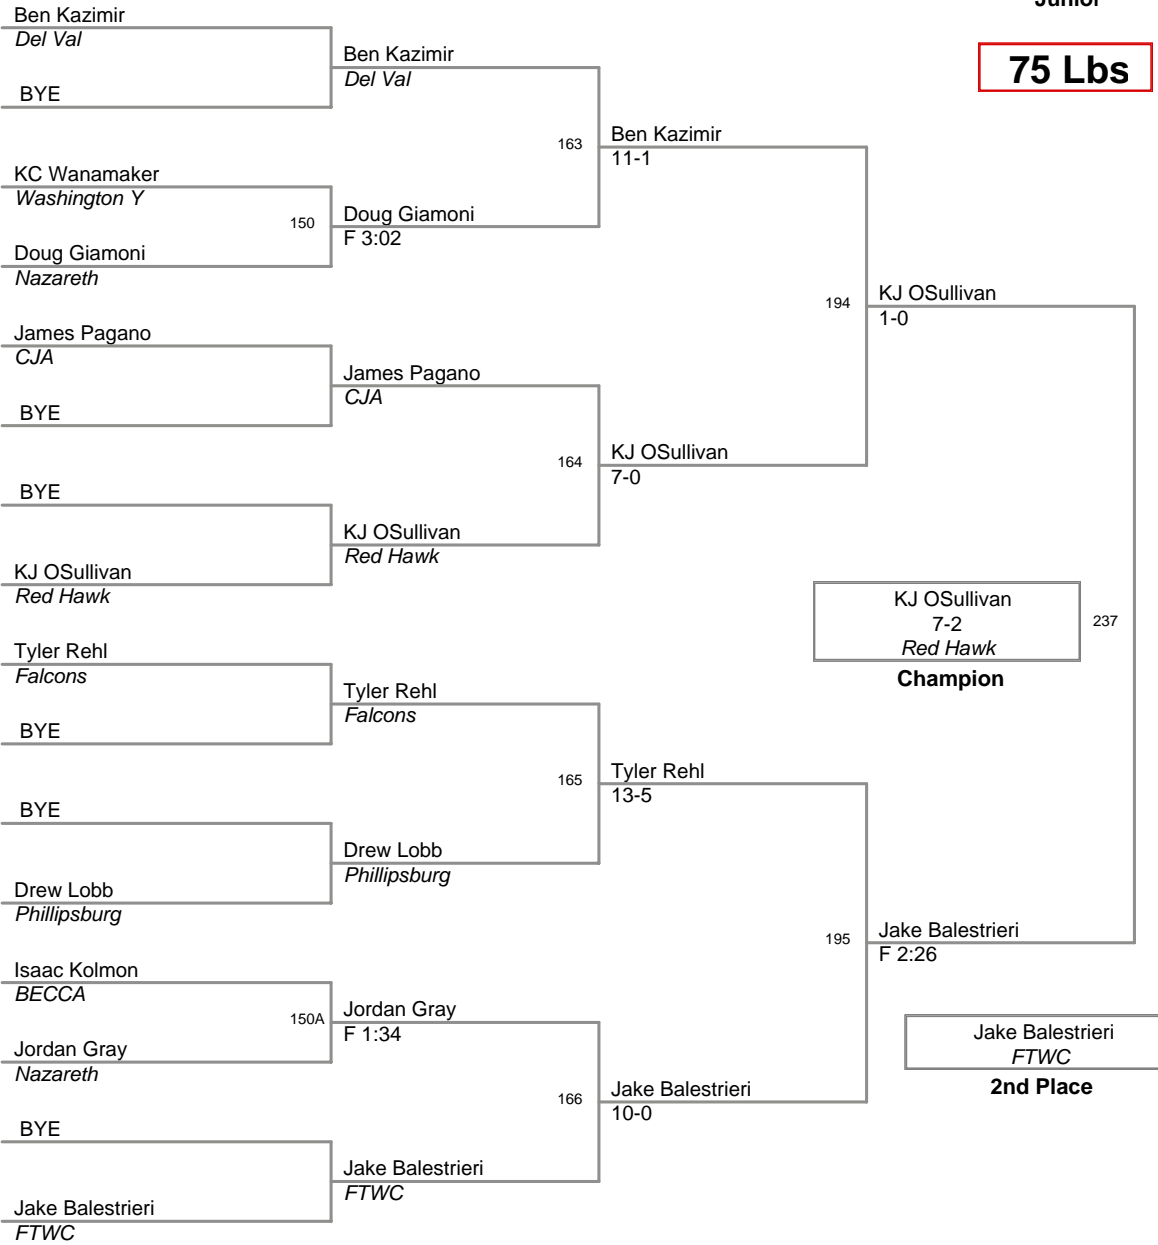 Junior
75 Lbs
Ben Kazimir
Del Val
BYE
KC Wanamaker
Washington Y
Doug Giamoni
Nazareth
James Pagano
CJA
BYE
BYE
KJ OSullivan
Red Hawk
Tyler Rehl
Falcons
BYE
BYE
Drew Lobb
Phillipsburg
Isaac Kolmon
BECCA
Jordan Gray
Nazareth
BYE
Jake Balestrieri
FTWC
150
150A
Ben Kazimir
Del Val
Doug Giamoni
F 3:02
James Pagano
CJA
KJ OSullivan
Red Hawk
Tyler Rehl
Falcons
Drew Lobb
Phillipsburg
Jordan Gray
F 1:34
Jake Balestrieri
FTWC
163
164
165
166
Ben Kazimir
11-1
KJ OSullivan
7-0
Tyler Rehl
13-5
Jake Balestrieri
10-0
194
195
KJ OSullivan
1-0
Jake Balestrieri
F 2:26
237
KJ OSullivan
7-2
Red Hawk
Champion
Jake Balestrieri
FTWC
2nd Place